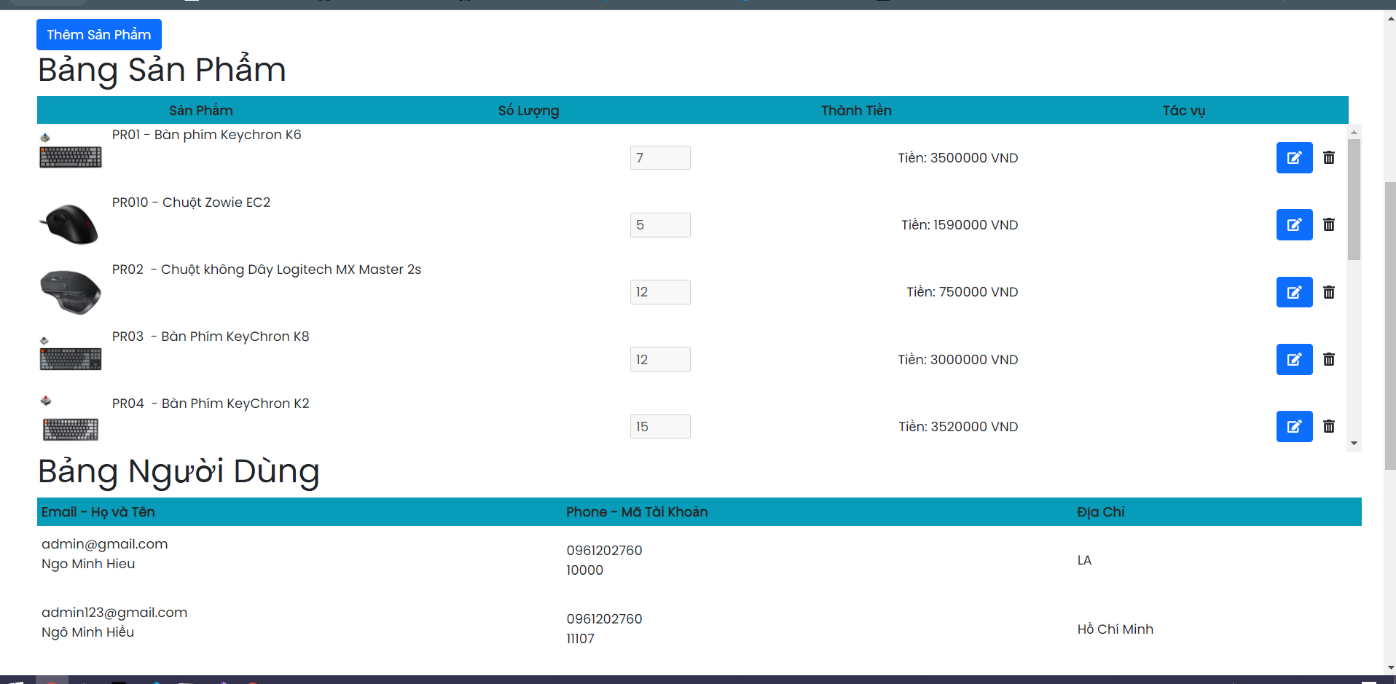 Thêm Sản Phẩm
Bảng Sản Phẩm
Sản Phẩm Số Lượng Thành Tiền Tác vụ
PR01 - Bàn phím Keychron K6
7 Tiền: 3500000 VND
PR010 - Chuột Zowie EC2
5 Tiền: 1590000 VND
PR02 - Chuột không Dây Logitech MX Master 2s
12 Tiền: 750000 VND
PR03 - Bàn Phím KeyChron K8
12 Tiền: 3000000 VND
PR04 - Bàn Phím KeyChron K2
15 Tiền: 3520000 VND
Bảng Người Dùng
Email - Họ và Tên Phone - Mã Tài Khoản Địa Chỉ
admin@gmail.com
Ngo Minh Hieu
0961202760
10000
LA
admin123@gmail.com
Ngô Minh Hiếu
0961202760
11107
Hồ Chí Minh